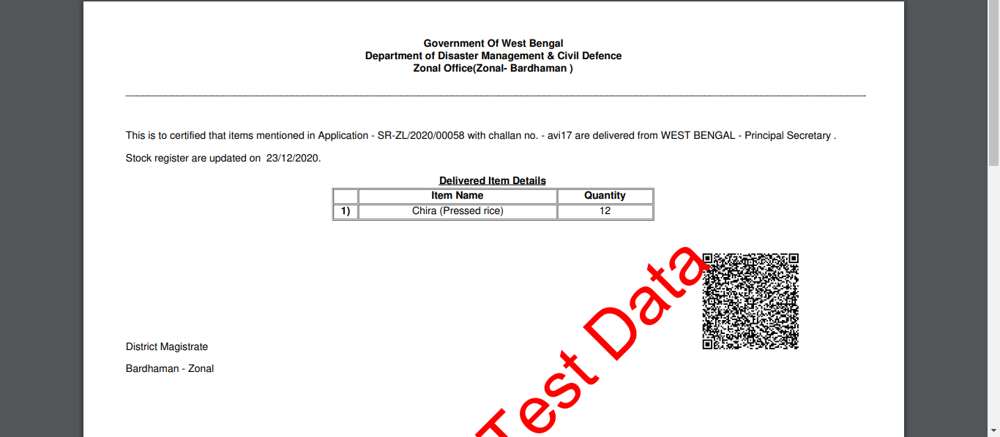 Government Of West Bengal
Department of Disaster Management & Civil Defence
Zonal Office(Zonal- Bardhaman )
This is to certified that items mentioned in Application - SR-ZL/2020/00058 with challan no. - avi17 are delivered from WEST BENGAL - Principal Secretary .
Stock register are updated on  23/12/2020.
Delivered Item Details
Item Name Quantity
1) Chira (Pressed rice) 12
Test Data
District Magistrate
Bardhaman - Zonal